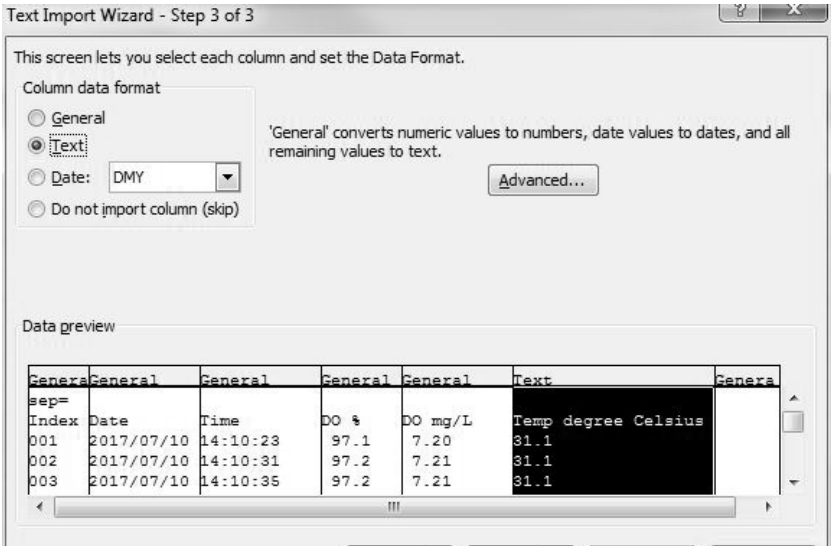 Text Import Wizard - Step 3 of 3
This screen lets you select each column and set the Data Format.
Column data format
General
Text
Date: DMY
Do not import column (skip)
'General' converts numeric values to numbers, date values to dates, and all
remaining values to text.
Advanced...
Data preview
Genera General General General General Text Genera
sep=
Index Date Time DO % DO mg/L Temp degree Celsius
001 2017/07/10 14:10:23 97.1 7.20 31.1
002 2017/07/10 14:10:31 97.2 7.21 31.1
003 2017/07/10 14:10:35 97.2 7.21 31.1